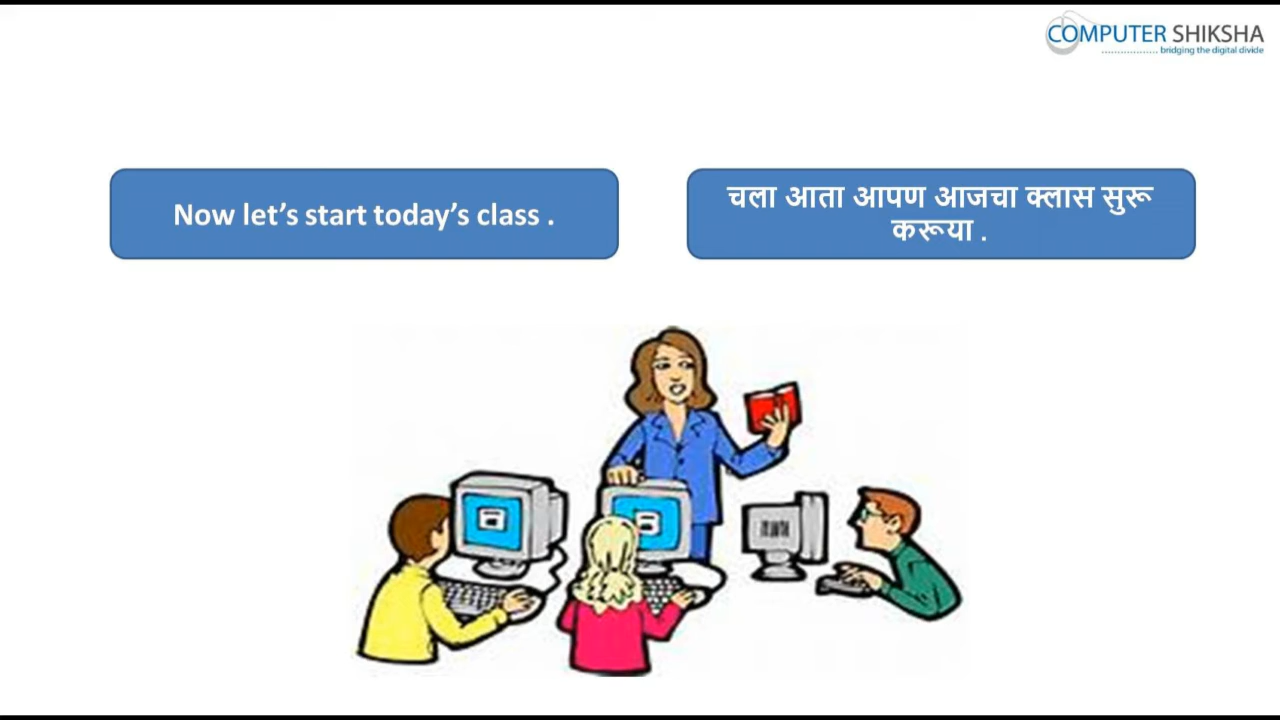 COMPUTER SHIKSHA
.................. bridging the digital divide
Now let's start today's class .
चला आता आपण आजचा क्लास सुरू
करूया .